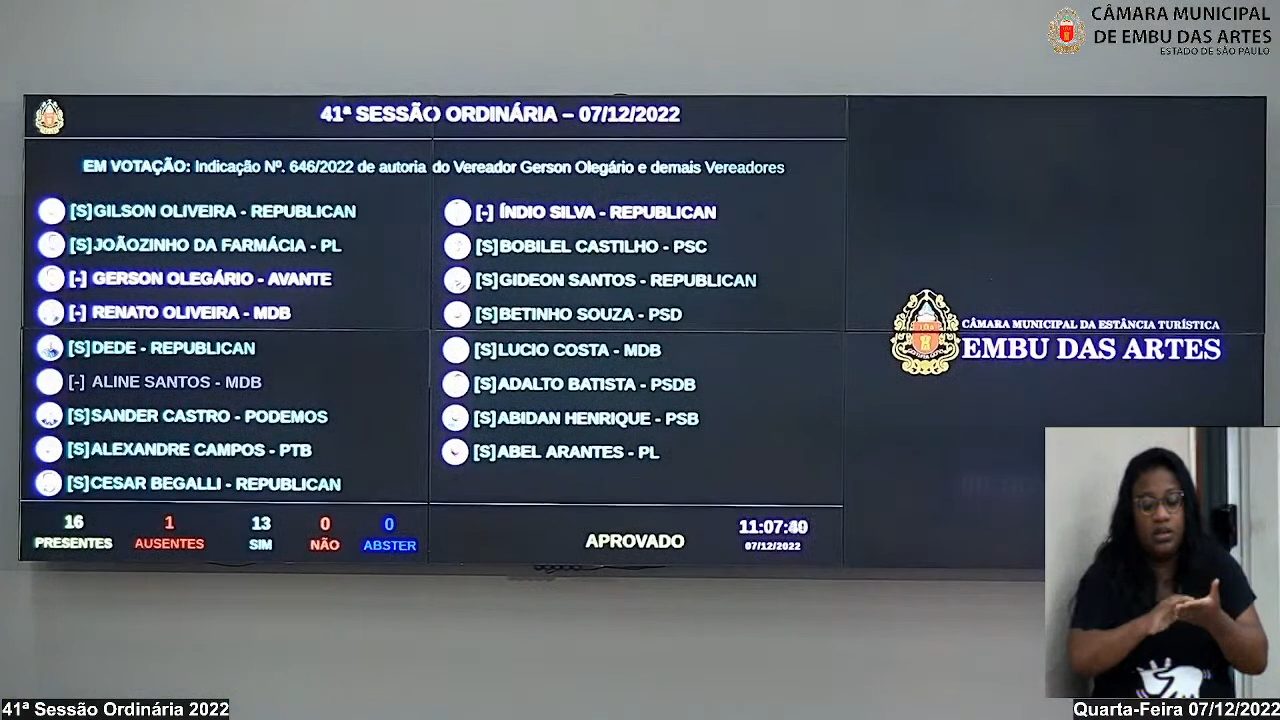 CÂMARA MUNICIPAL
DE EMBU DAS ARTES
ESTADO DE SÃO PAULO
41ª SESSÃO ORDINÁRIA – 07/12/2022
EM VOTAÇÃO: Indicação Nº. 646/2022 de autoria do Vereador Gerson Olegário e demais Vereadores
[S]GILSON OLIVEIRA - REPUBLICAN
[S]JOÃOZINHO DA FARMÁCIA - PL
[-] GERSON OLEGÁRIO - AVANTE
[-] RENATO OLIVEIRA - MDB
[S]DEDE - REPUBLICAN
[-] ALINE SANTOS - MDB
[S]SANDER CASTRO - PODEMOS
[S]ALEXANDRE CAMPOS - PTB
[S]CESAR BEGALLI - REPUBLICAN
[-] ÍNDIO SILVA - REPUBLICAN
[S]BOBILEL CASTILHO - PSC
[S]GIDEON SANTOS - REPUBLICAN
[S]BETINHO SOUZA - PSD
[S]LUCIO COSTA - MDB
[S]ADALTO BATISTA - PSDB
[S]ABIDAN HENRIQUE - PSB
[S]ABEL ARANTES - PL
16 1 13 0 0
PRESENTES AUSENTES SIM NÃO ABSTER
APROVADO
07/12/2022
CÂMARA MUNICIPAL DA ESTÂNCIA TURÍSTICA
EMBU DAS ARTES
41ª Sessão Ordinária 2022
Quarta-Feira 07/12/2022